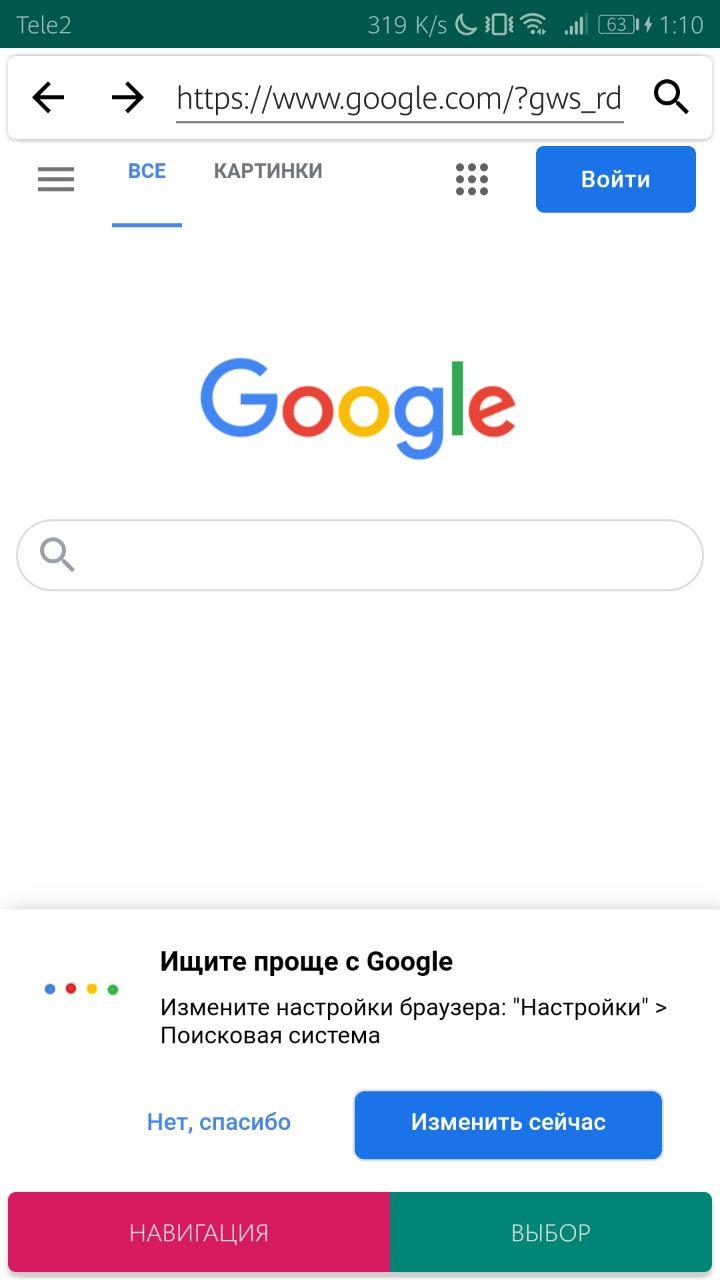 Tele2 319 K/s 63 1:10
https://www.google.com/?gws_rd
ВСЕ КАРТИНКИ Войти
Google
Ищите проще с Google
Измените настройки браузера: "Настройки" >
Поисковая система
Нет, спасибо Изменить сейчас
НАВИГАЦИЯ ВЫБОР